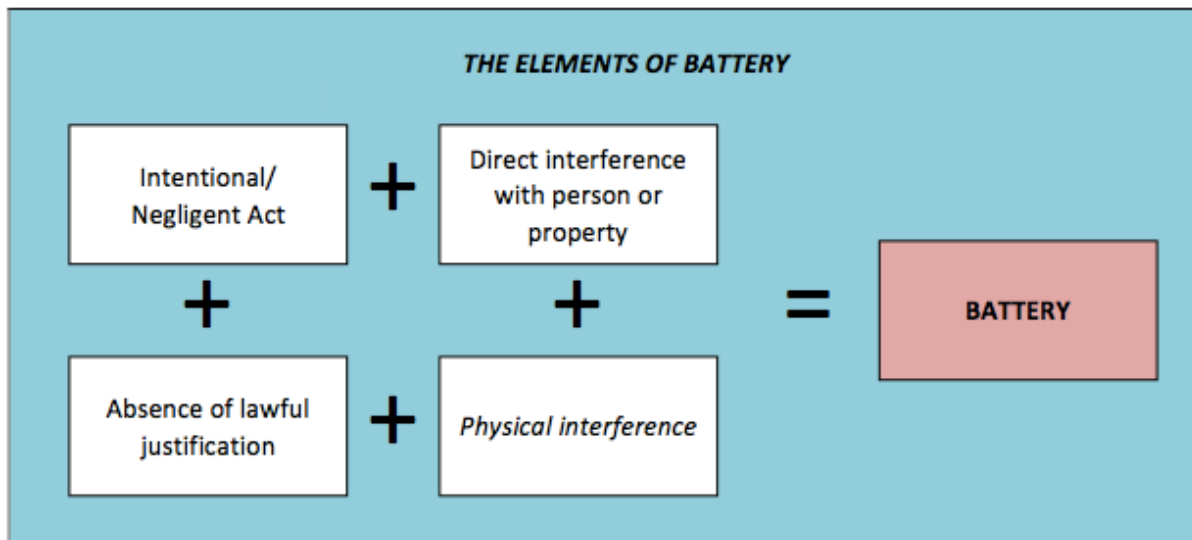 THE ELEMENTS OF BATTERY
Intentional/
Negligent Act
+
Direct interference
with person or
property
+
+
=
BATTERY
Absence of lawful
justification
+
Physical interference